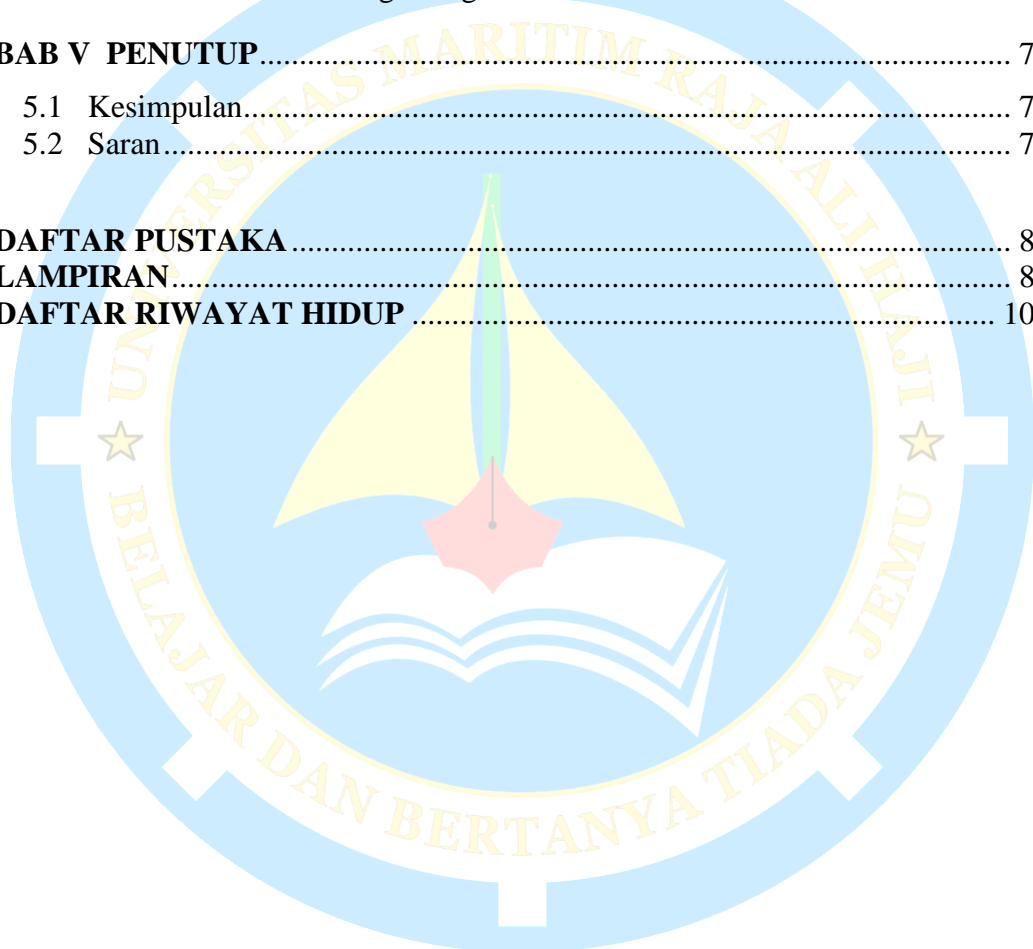 BAB V PENUTUP.......... 7
5.1 Kesimpulan.......... 7
5.2 Saran.......... 7
DAFTAR PUSTAKA.......... 8
LAMPIRAN.......... 8
DAFTAR RIWAYAT HIDUP.......... 10
UNIVERSITAS MARITIM RAJA ALI HAJI
BELAJAR DAN BERTANYA TIADA JEMU